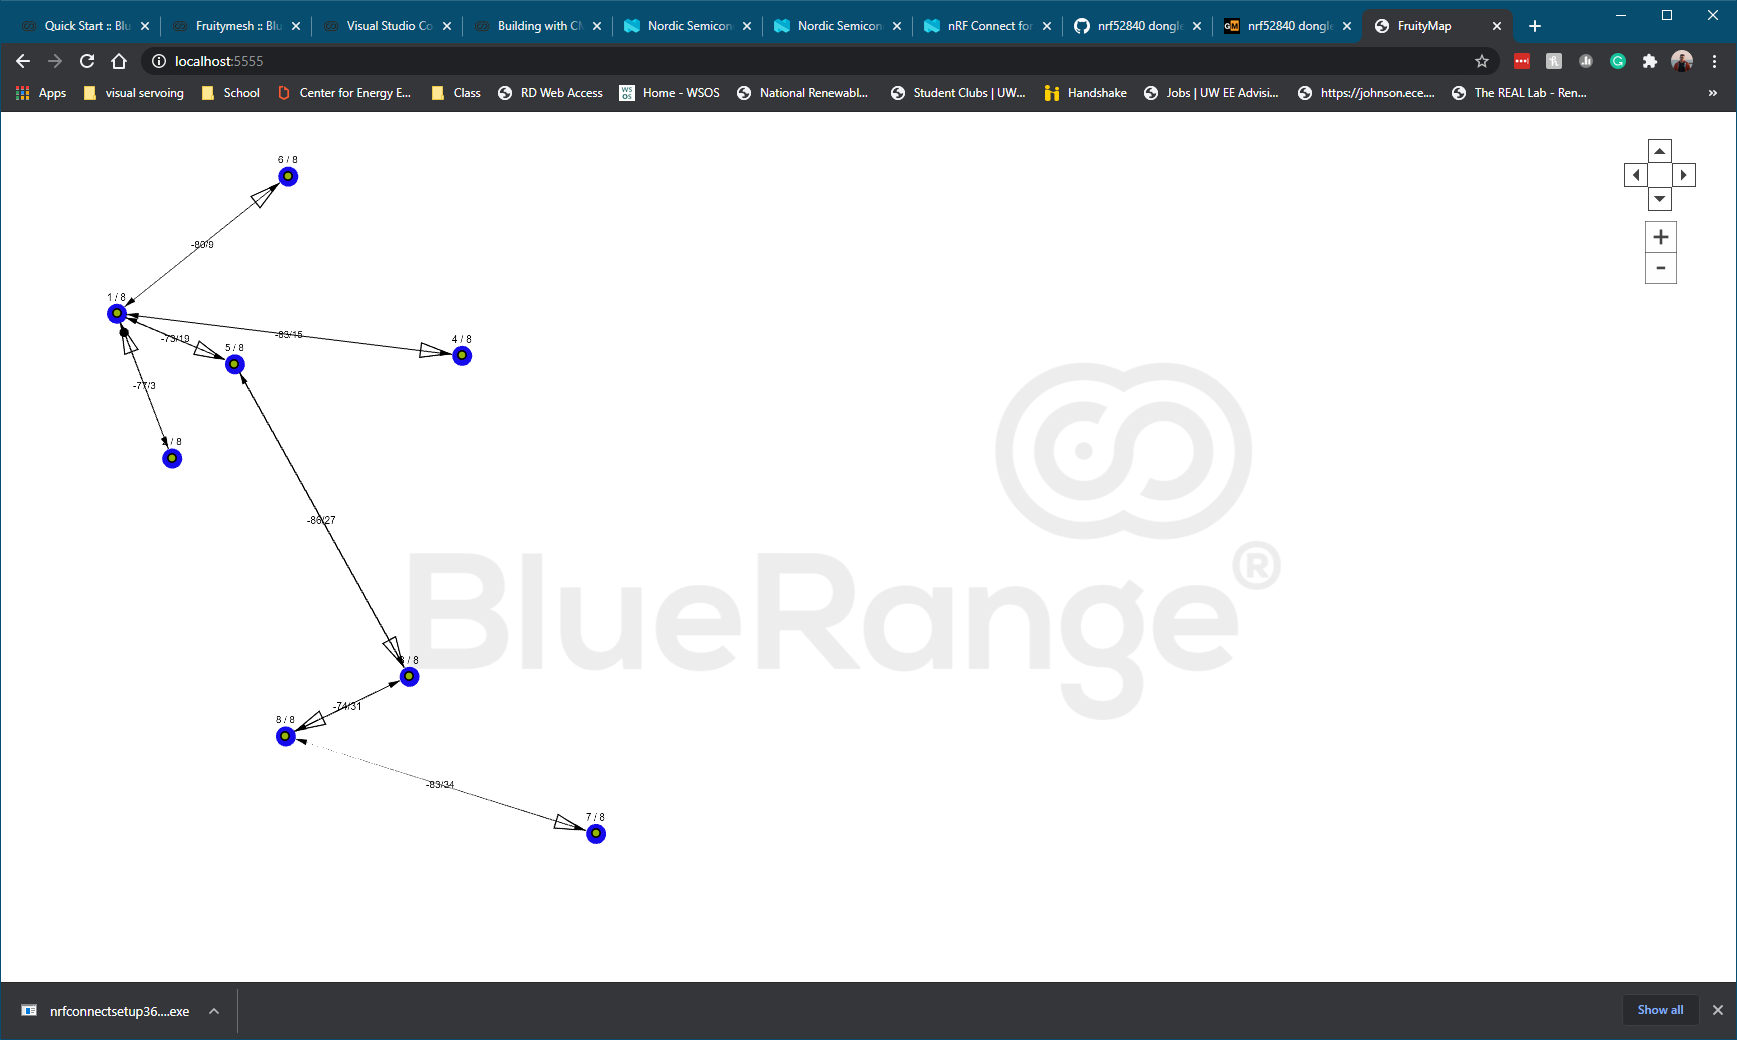 Quick Start :: Blu
Fruitymesh :: Blu
Visual Studio Co
Building with CM
Nordic Semicon
Nordic Semicon
nRF Connect for
nrf52840 dongle
nrf52840 dongle
FruityMap
localhost:5555
Apps
visual servoing
School
Center for Energy E...
Class
RD Web Access
WS OS
Home - WSOS
National Renewabl...
Student Clubs | UW...
Handshake
Jobs | UW EE Advisi...
https://johnson.ece....
The REAL Lab - Ren...
»
6 / 8
-80/9
1 / 8
-73/19
-83/15
5 / 8
4 / 8
-77/3
/ 8
-86/27
BlueRange®
/ 8
-74/31
8 / 8
-83/34
7 / 8
+
-
nrfconnectsetup36....exe
Show all